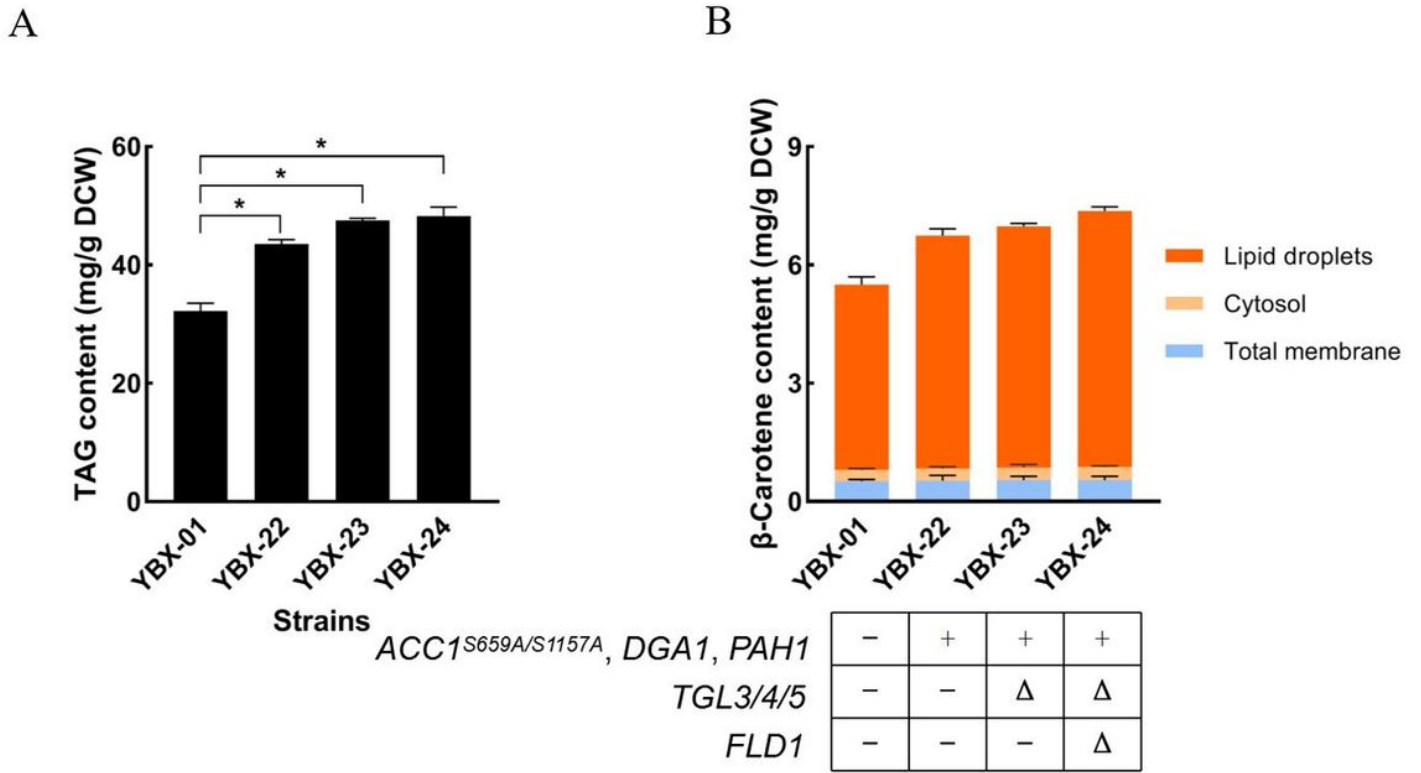 A
B
TAG content (mg/g DCW)
60
40
20
0
*
*
*
YBX-01
YBX-22
YBX-23
YBX-24
Strains
β-Carotene content (mg/g DCW)
9
6
3
0
YBX-01
YBX-22
YBX-23
YBX-24
Lipid droplets
Cytosol
Total membrane
ACC1S659A/S1157A, DGA1, PAH1 − + + +
TGL3/4/5 − − Δ Δ
FLD1 − − − Δ